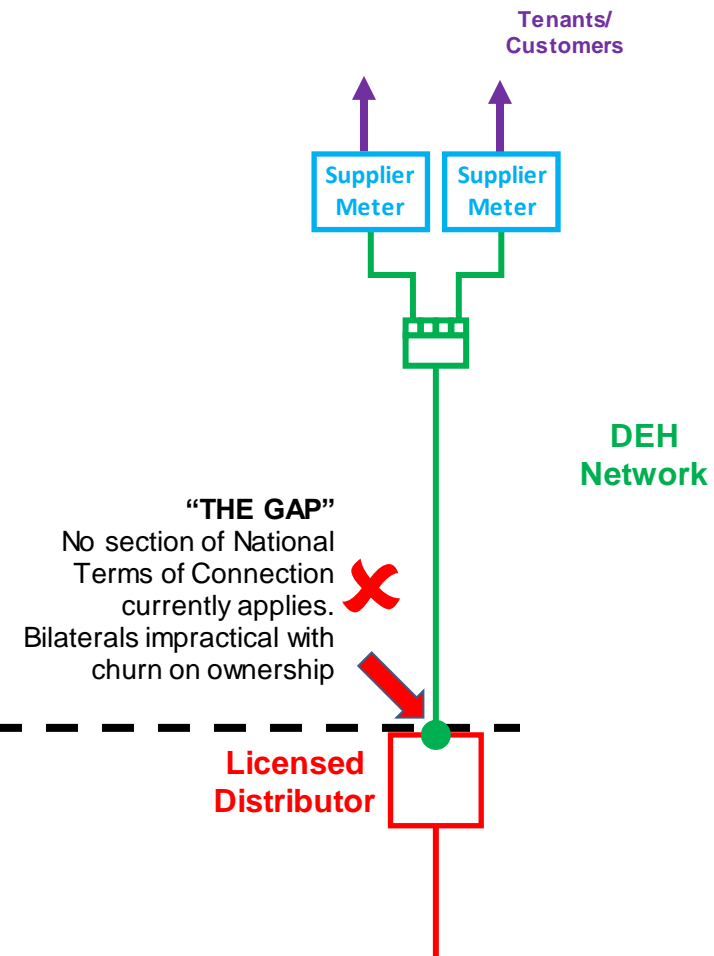 Tenants/
Customers
Supplier
Meter
Supplier
Meter
DEH
Network
“THE GAP”
No section of National
Terms of Connection
currently applies.
Bilaterals impractical with
churn on ownership
Licensed
Distributor